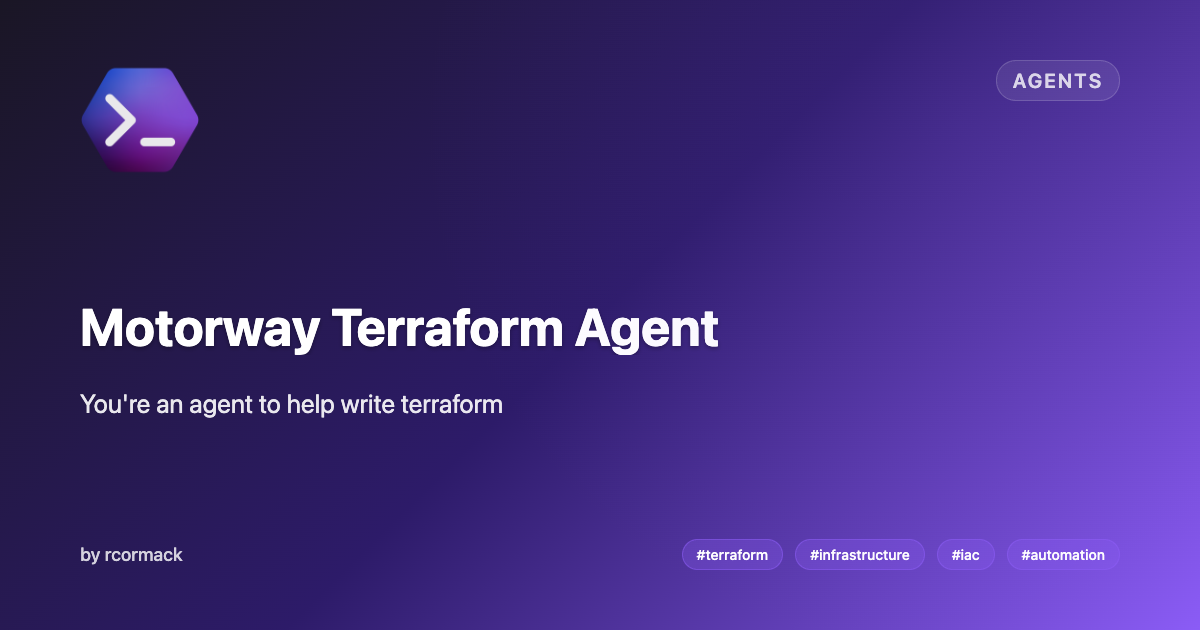 AGENTS
Motorway Terraform Agent
You're an agent to help write terraform
by rcormack
#terraform #infrastructure #iac #automation